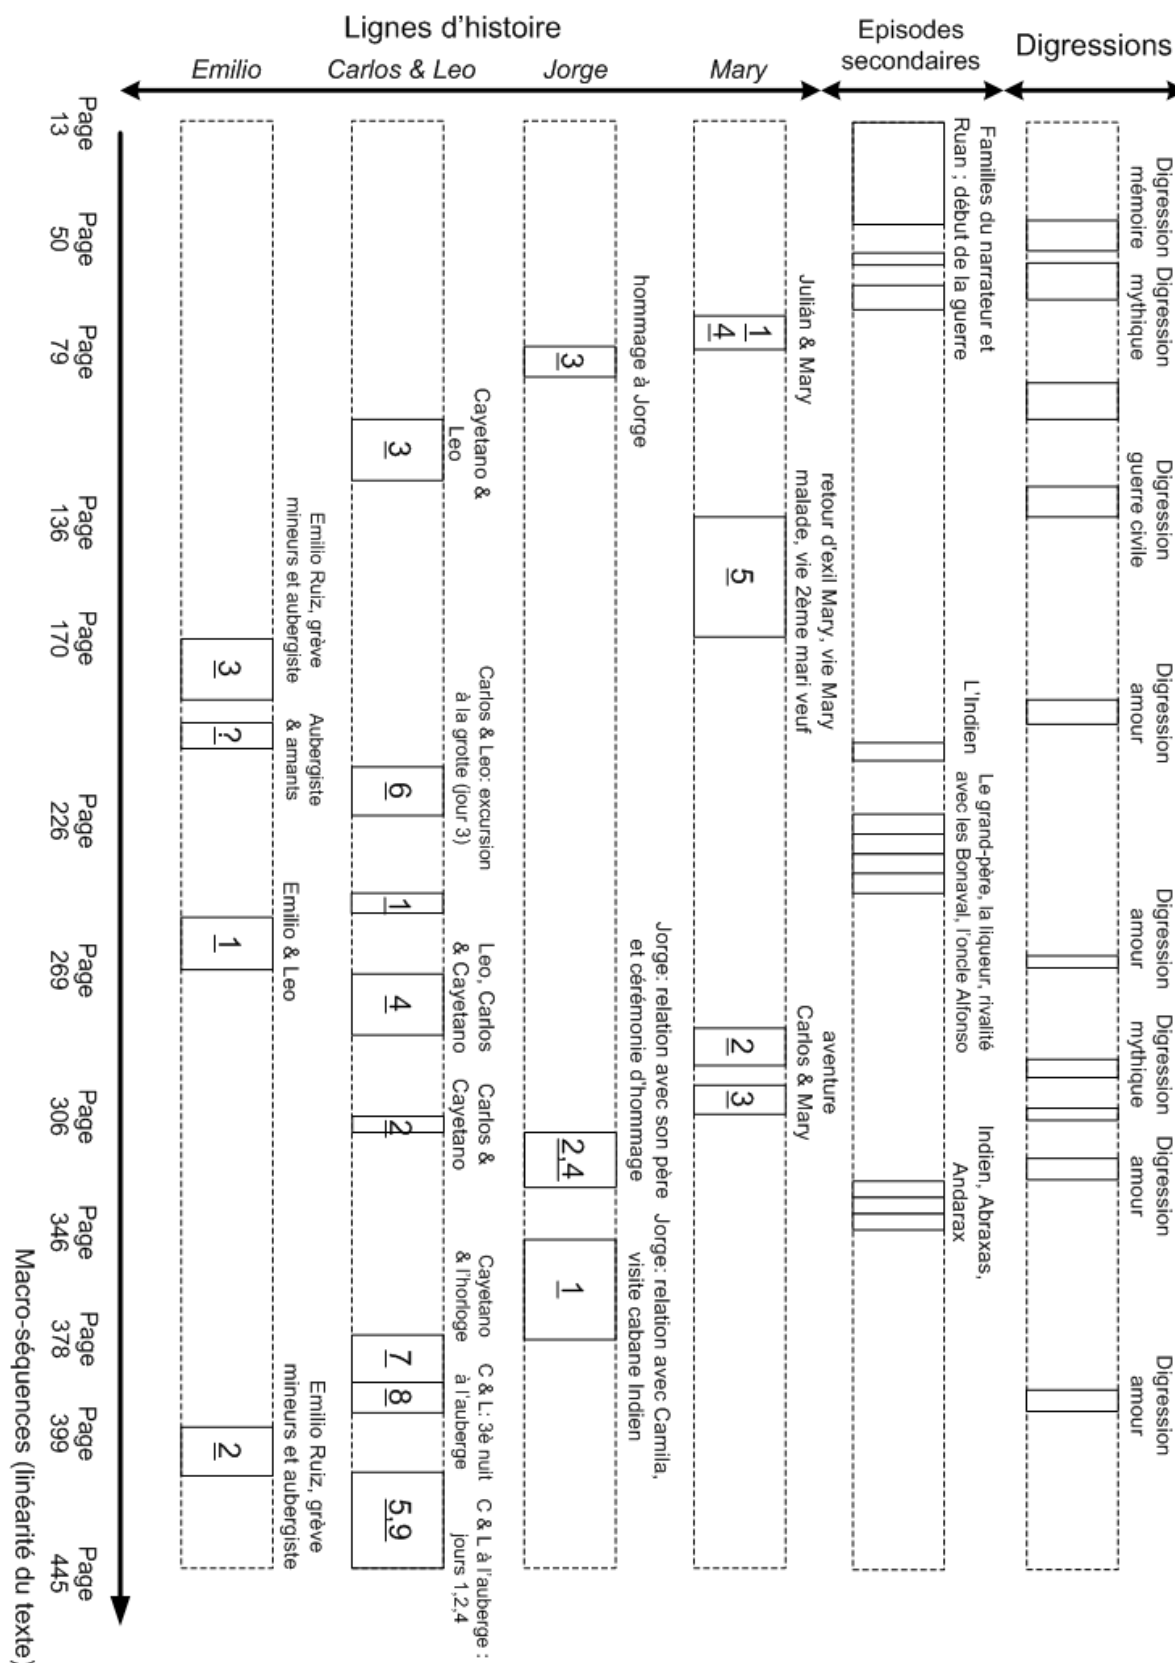 Lignes d'histoire
Episodes
secondaires
Digressions
Emilio
Carlos & Leo
Jorge
Mary
Page
13
Page
50
Page
79
Page
136
Page
170
Page
226
Page
269
Page
306
Page
346
Page
378
Page
399
Page
445
Macro-séquences (linéarité du texte)
Emilio Ruiz, grève
mineurs et aubergiste
3
Aubergiste
& amants
?
Emilio & Leo
1
Emilio Ruiz, grève
mineurs et aubergiste
2
Cayetano &
Leo
3
Carlos & Leo: excursion
à la grotte (jour 3)
6
1
Leo, Carlos
& Cayetano
4
Carlos &
Cayetano
2
Cayetano
& l'horloge
7
C & L: 3è nuit
à l'auberge
8
C & L à l'auberge :
jours 1,2,4
5,9
hommage à Jorge
3
Jorge: relation avec son père
et cérémonie d'hommage
2,4
Jorge: relation avec Camila,
visite cabane Indien
1
Julián & Mary
1
4
retour d'exil Mary, vie Mary
malade, vie 2ème mari veuf
5
aventure
Carlos & Mary
2
3
Familles du narrateur et
Ruan ; début de la guerre
L'Indien
Le grand-père, la liqueur, rivalité
avec les Bonaval, l'oncle Alfonso
Indien, Abraxas,
Andarax
Digression
mémoire
Digression
mythique
Digression
guerre civile
Digression
amour
Digression
amour
Digression
mythique
Digression
amour
Digression
amour